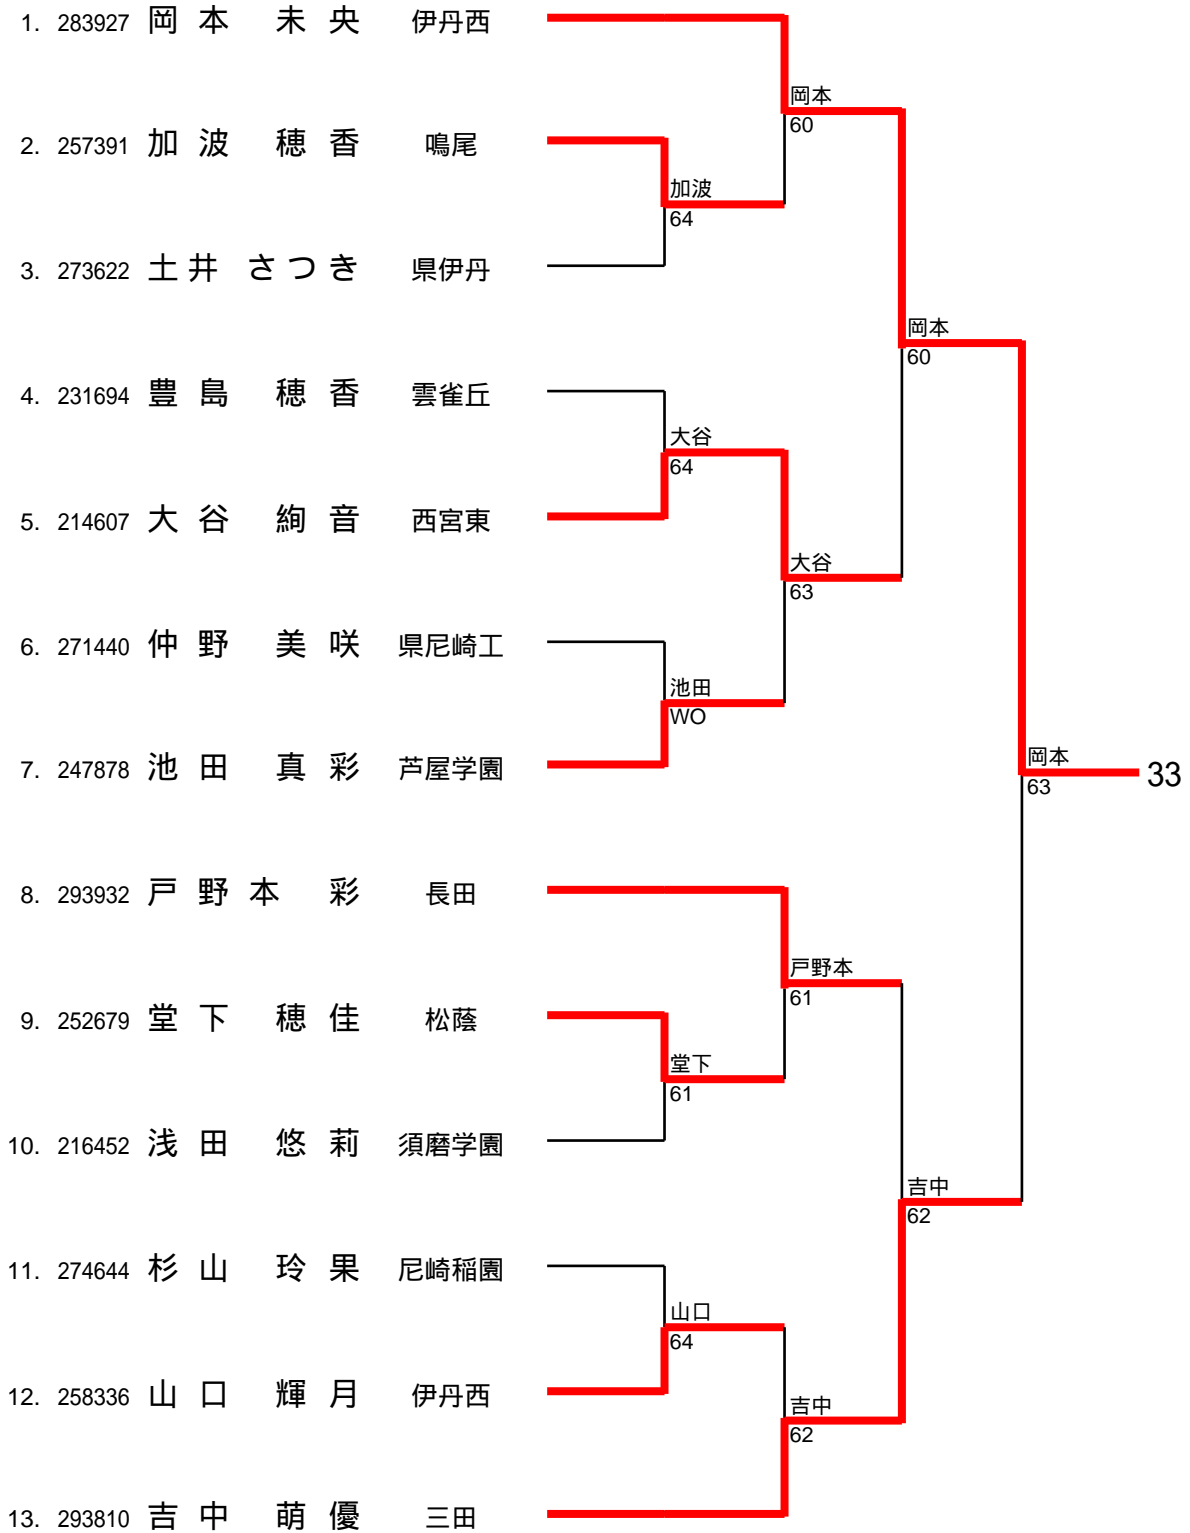 1. 283927 岡本 未央 伊丹西
岡本
60
2. 257391 加波 穂香 鳴尾
加波
64
3. 273622 土井 さつき 県伊丹
岡本
60
4. 231694 豊島 穂香 雲雀丘
大谷
64
5. 214607 大谷 絢音 西宮東
大谷
63
6. 271440 仲野 美咲 県尼崎工
池田
WO
7. 247878 池田 真彩 芦屋学園
岡本
63
33
8. 293932 戸野本 彩 長田
戸野本
61
9. 252679 堂下 穂佳 松蔭
堂下
61
10. 216452 浅田 悠莉 須磨学園
吉中
62
11. 274644 杉山 玲果 尼崎稲園
山口
64
12. 258336 山口 輝月 伊丹西
吉中
62
13. 293810 吉中 萌優 三田